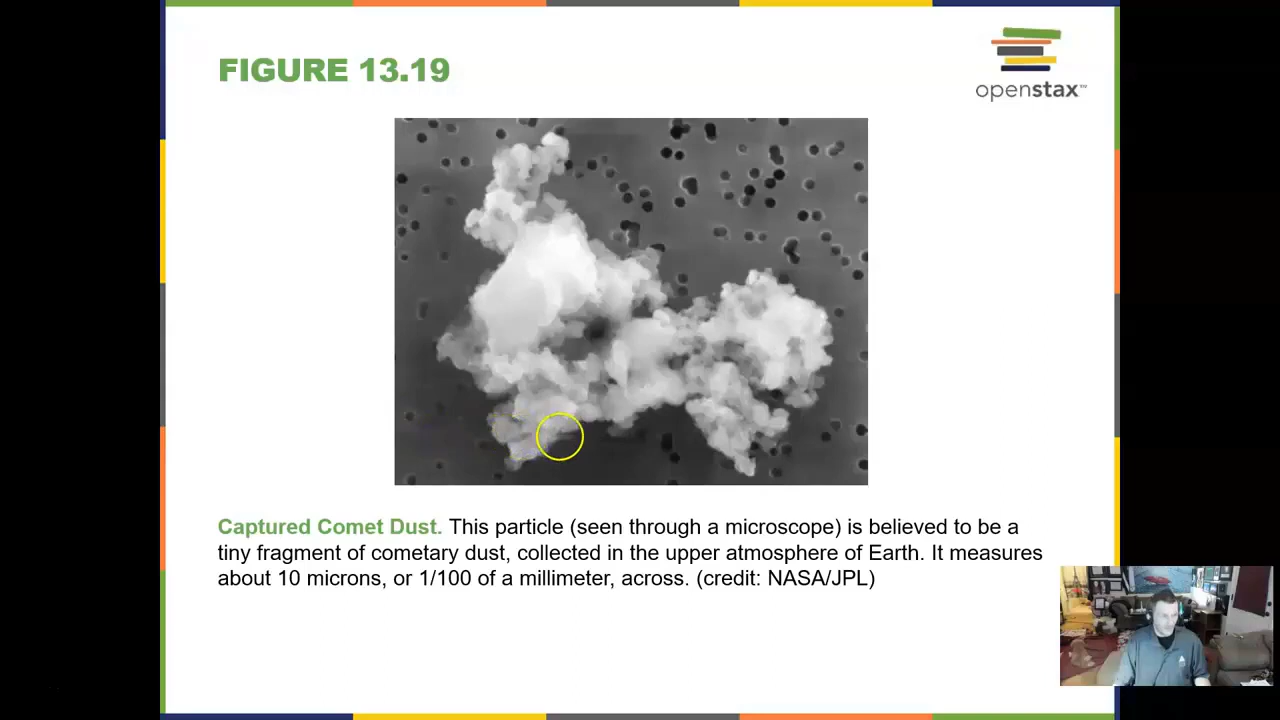 FIGURE 13.19
openstax™
Captured Comet Dust. This particle (seen through a microscope) is believed to be a
tiny fragment of cometary dust, collected in the upper atmosphere of Earth. It measures
about 10 microns, or 1/100 of a millimeter, across. (credit: NASA/JPL)